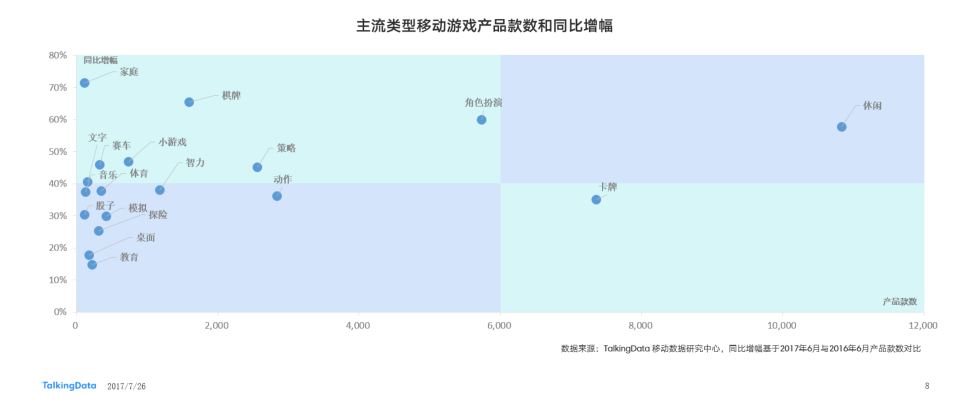 主流类型移动游戏产品款数和同比增幅
80%
同比增幅
家庭
70%
棋牌
角色扮演
休闲
60%
文字
赛车
小游戏
策略
50%
音乐
体育
智力
动作
卡牌
40%
骰子
模拟
探险
30%
桌面
20%
教育
10%
产品款数
0%
0
2,000
4,000
6,000
8,000
10,000
12,000
数据来源：TalkingData 移动数据研究中心，同比增幅基于2017年6月与2016年6月产品款数对比
TalkingData 2017/7/26
8